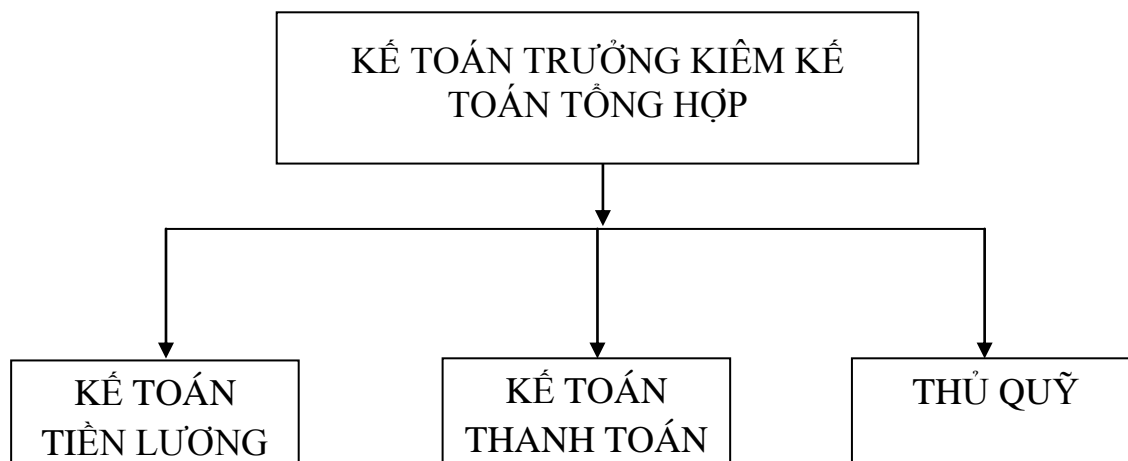 KẾ TOÁN TRƯỞNG KIÊM KẾ
TOÁN TỔNG HỢP
KẾ TOÁN
TIỀN LƯƠNG
KẾ TOÁN
THANH TOÁN
THỦ QUỸ